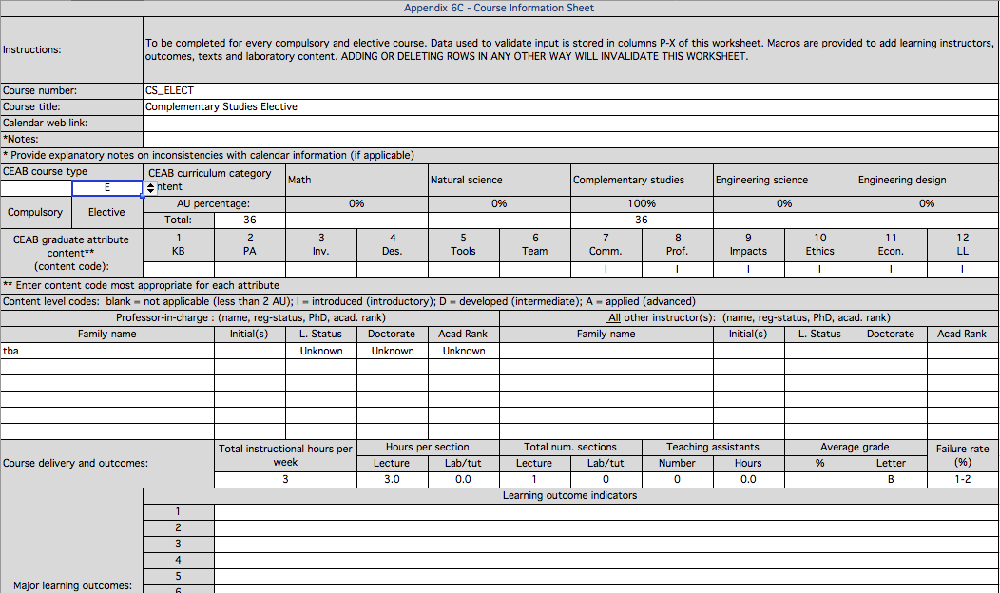 Appendix 6C - Course Information Sheet
Instructions:
To be completed for every compulsory and elective course. Data used to validate input is stored in columns P-X of this worksheet. Macros are provided to add learning instructors,
outcomes, texts and laboratory content. ADDING OR DELETING ROWS IN ANY OTHER WAY WILL INVALIDATE THIS WORKSHEET.
Course number: CS_ELECT
Course title: Complementary Studies Elective
Calendar web link:
*Notes:
* Provide explanatory notes on inconsistencies with calendar information (if applicable)
CEAB course type
E
Compulsory Elective
CEAB curriculum category
ntent
Math Natural science Complementary studies Engineering science Engineering design
AU percentage: 0% 0% 100% 0% 0%
Total: 36 36
CEAB graduate attribute
content**
(content code):
1 2 3 4 5 6 7 8 9 10 11 12
KB PA Inv. Des. Tools Team Comm. Prof. Impacts Ethics Econ. LL
I I I I I I
** Enter content code most appropriate for each attribute
Content level codes: blank = not applicable (less than 2 AU); I = introduced (introductory); D = developed (intermediate); A = applied (advanced)
Professor-in-charge : (name, reg-status, PhD, acad. rank) All other instructor(s): (name, reg-status, PhD, acad. rank)
Family name Initial(s) L. Status Doctorate Acad Rank Family name Initial(s) L. Status Doctorate Acad Rank
tba Unknown Unknown Unknown
Course delivery and outcomes:
Total instructional hours per
week
Hours per section Total num. sections Teaching assistants Average grade Failure rate
(%)
Lecture Lab/tut Lecture Lab/tut Number Hours % Letter
3 3.0 0.0 1 0 0 0.0 B 1-2
Learning outcome indicators
1
2
3
4
5
Major learning outcomes:
6